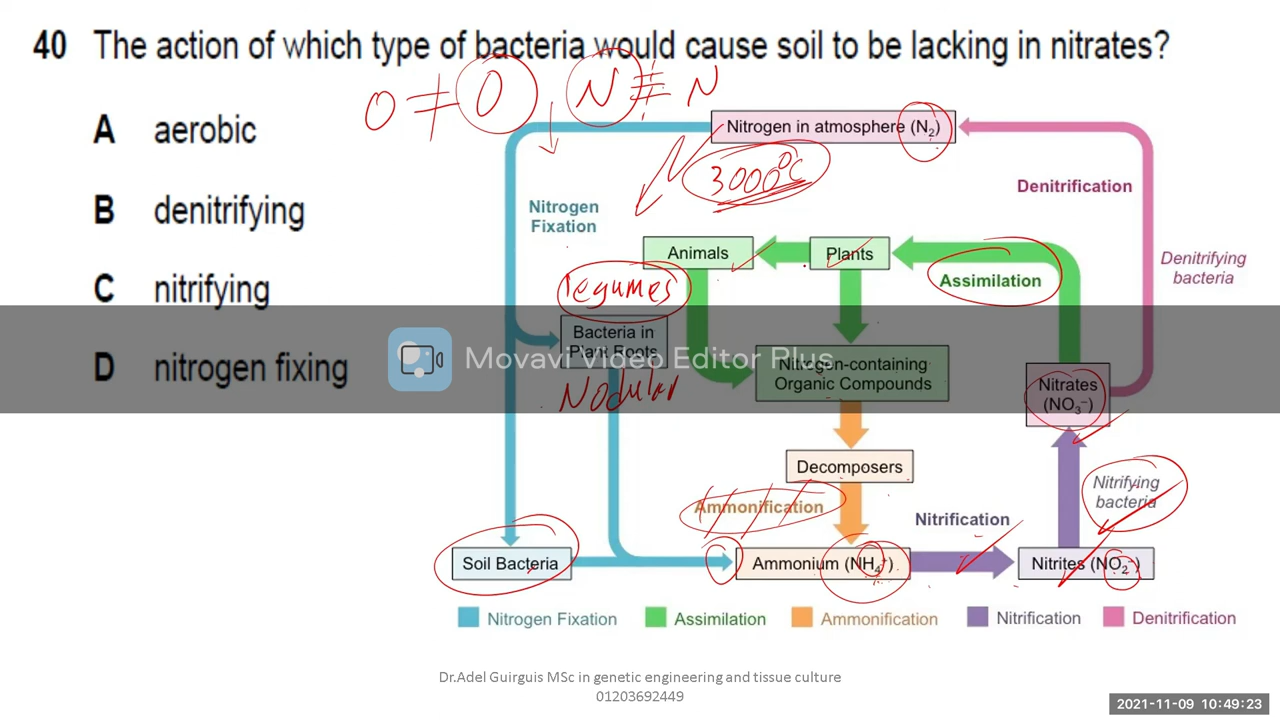 40 The action of which type of bacteria would cause soil to be lacking in nitrates?
O ≠ O N N
A aerobic
B denitrifying
C nitrifying
D nitrogen fixing
Nitrogen in atmosphere (N₂)
3000°C
Denitrification
Nitrogen
Fixation
Animals
Plants
Assimilation
Denitrifying
bacteria
legumes
Bacteria in
Plant Roots
Movavi Video Editor Plus
Nodular
Nitrogen-containing
Organic Compounds
Nitrates
(NO₃⁻)
Decomposers
Nitrifying
bacteria
Ammonification
Nitrification
Soil Bacteria
Ammonium (NH₄⁺)
Nitrites (NO₂⁻)
Nitrogen Fixation Assimilation Ammonification Nitrification Denitrification
Dr.Adel Guirguis MSc in genetic engineering and tissue culture
01203692449
2021-11-09 10:49:23